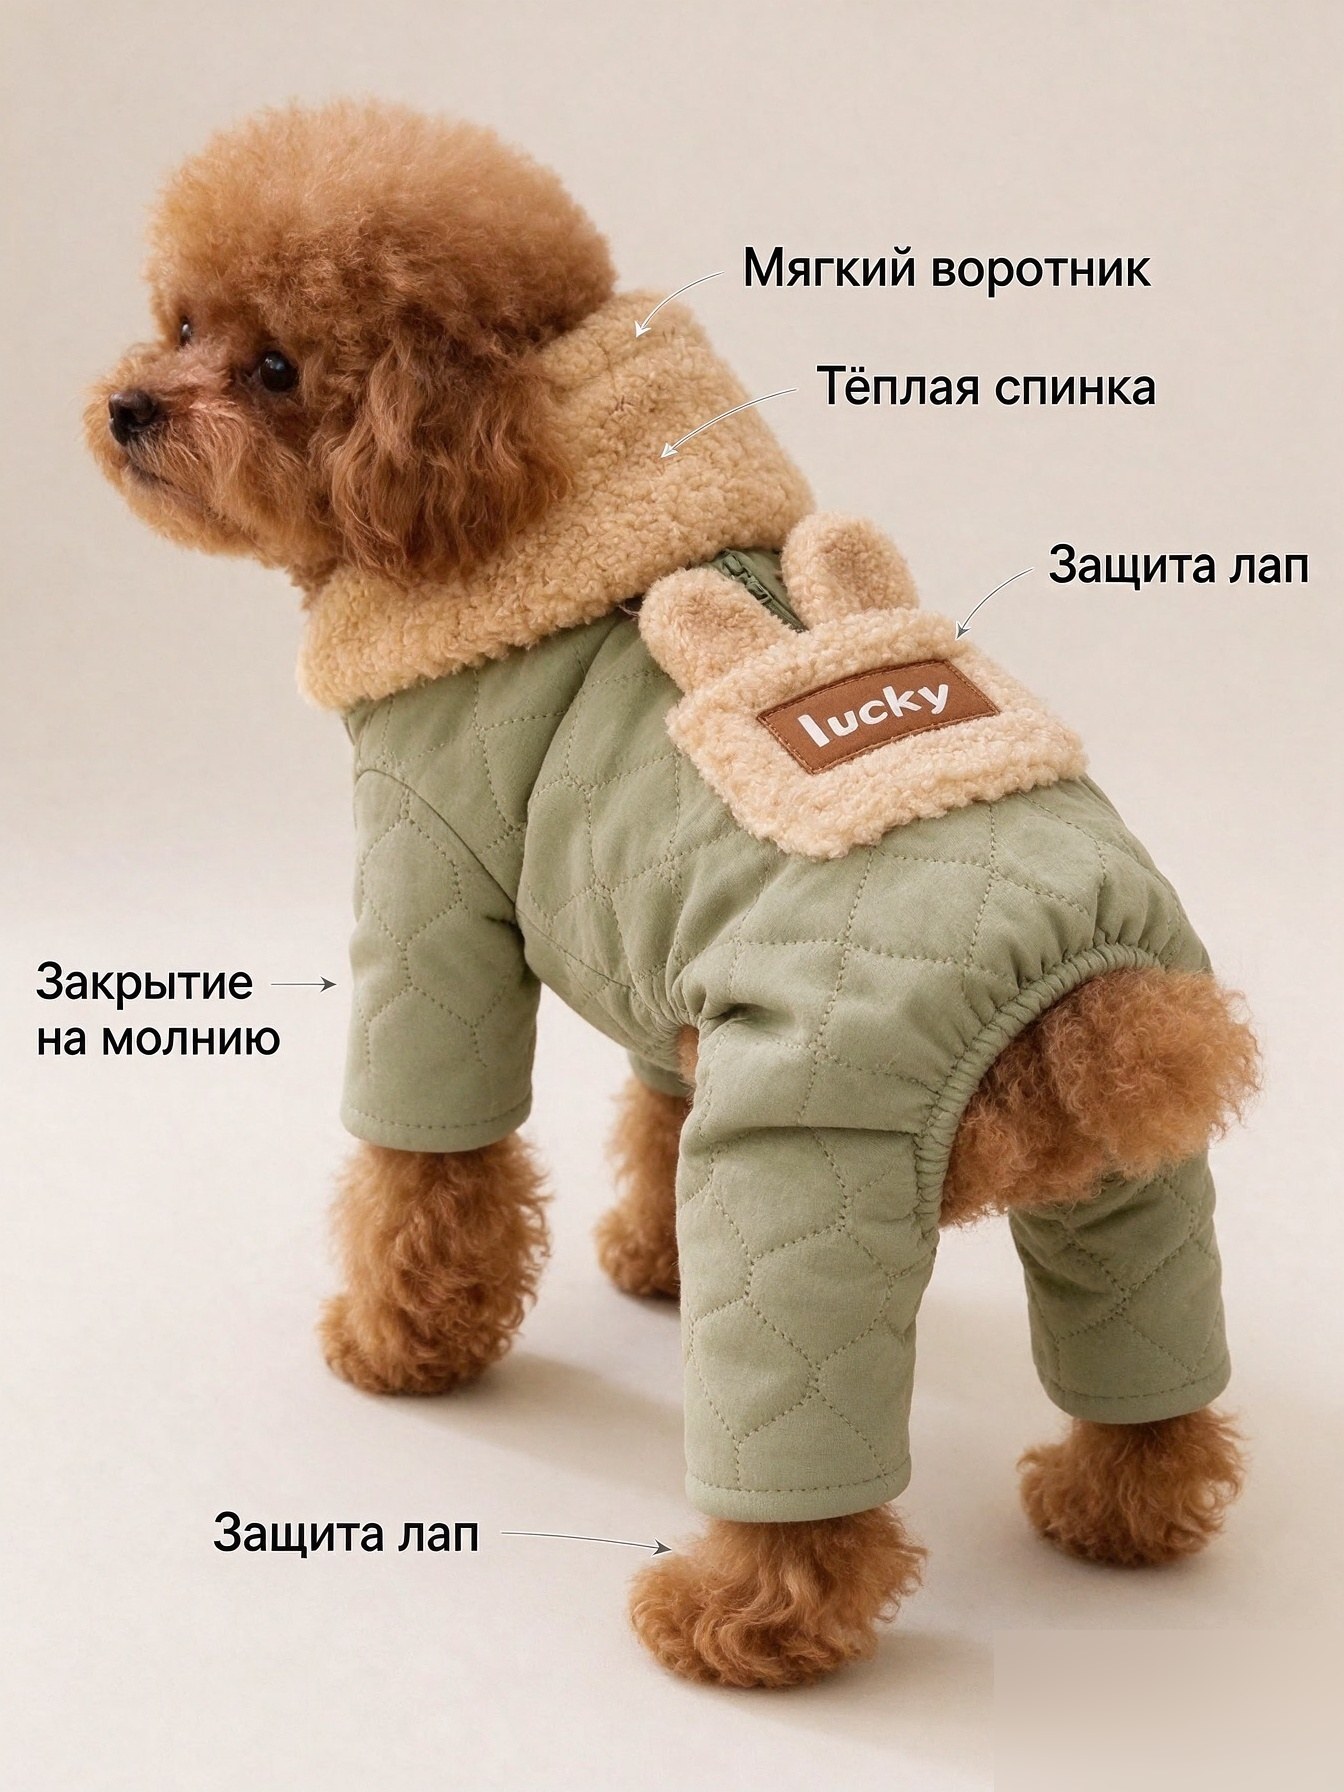 Мягкий воротник
Тёплая спинка
Защита лап
lucky
Закрытие
на молнию
Защита лап